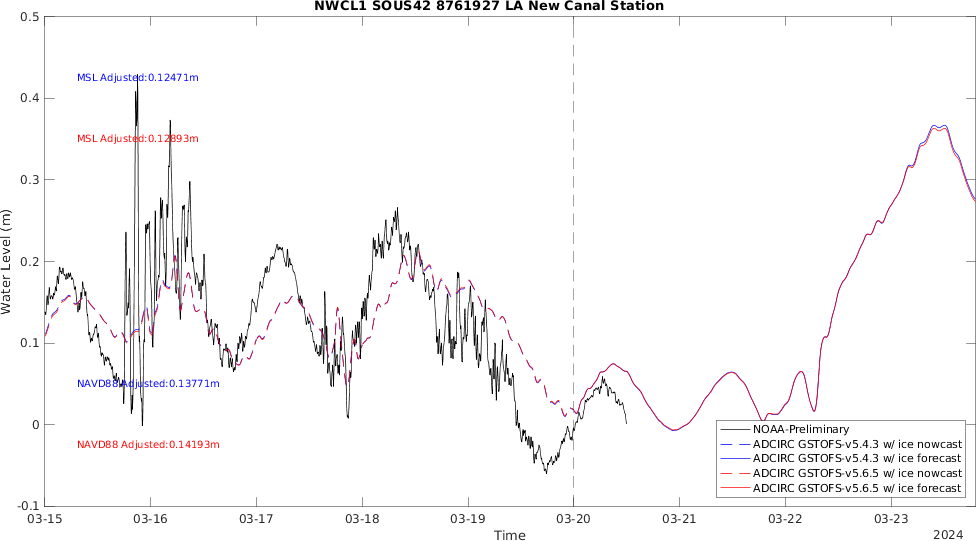 NWCL1 SOUS42 8761927 LA New Canal Station
0.5
0.4
0.3
0.2
0.1
0
-0.1
Water Level (m)
MSL Adjusted:0.12471m
MSL Adjusted:0.12893m
NAVD88 Adjusted:0.13771m
NAVD88 Adjusted:0.14193m
NOAA-Preliminary
ADCIRC GSTOFS-v5.4.3 w/ ice nowcast
ADCIRC GSTOFS-v5.4.3 w/ ice forecast
ADCIRC GSTOFS-v5.6.5 w/ ice nowcast
ADCIRC GSTOFS-v5.6.5 w/ ice forecast
03-15 03-16 03-17 03-18 03-19 03-20 03-21 03-22 03-23
Time
2024